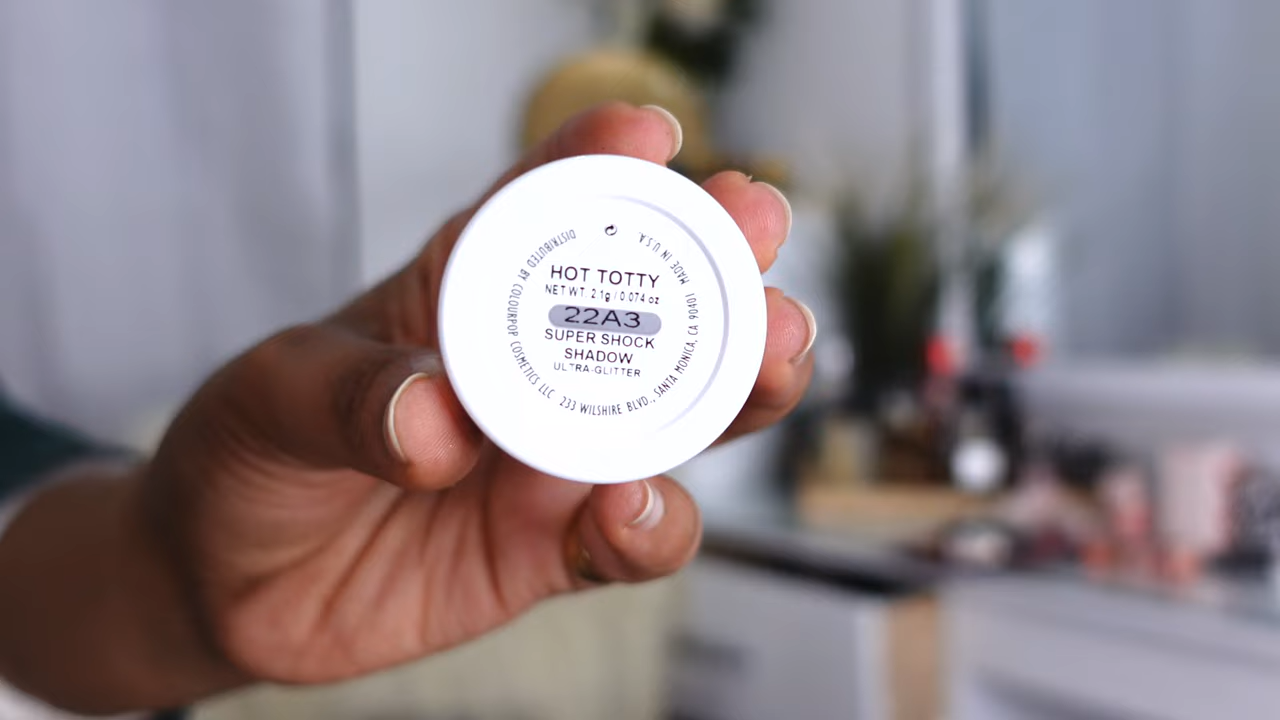 HOT TOTTY
NET WT. 2.1g / 0.074 oz
22A3
SUPER SHOCK
SHADOW
ULTRA-GLITTER
DISTRIBUTED BY COLOURPOP COSMETICS LLC 233 WILSHIRE BLVD., SANTA MONICA, CA 90401 MADE IN U.S.A.